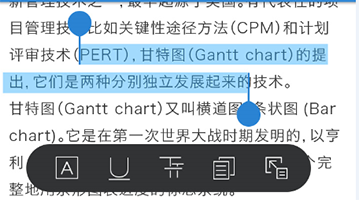 目管理技术比如关键性途径方法(CPM)和计划
评审技术(PERT)，甘特图(Gantt chart)的提
出，它们是两种分别独立发展起来的技术。
甘特图(Gantt chart)又叫横道图、条状图(Bar
chart)。它是在第一次世界大战时期发明的，以亨
利
个完